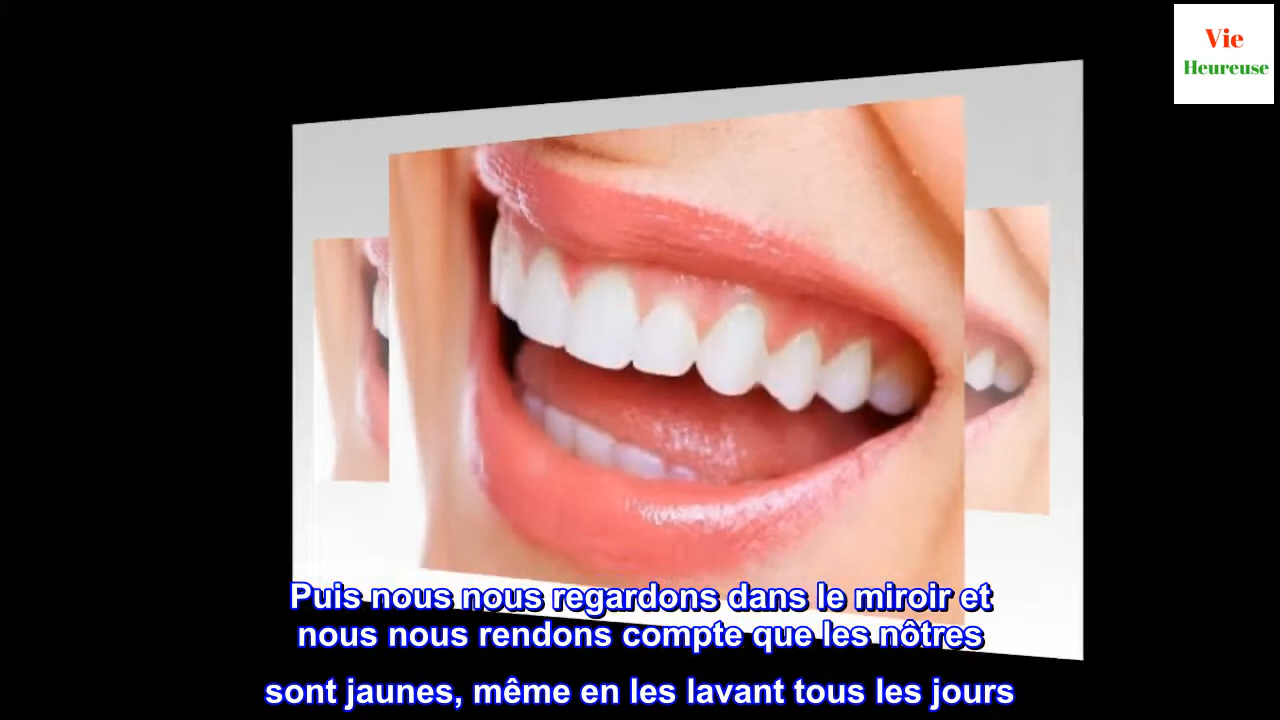 Vie
Heureuse
Puis nous nous regardons dans le miroir et
nous nous rendons compte que les nôtres
sont jaunes, même en les lavant tous les jours